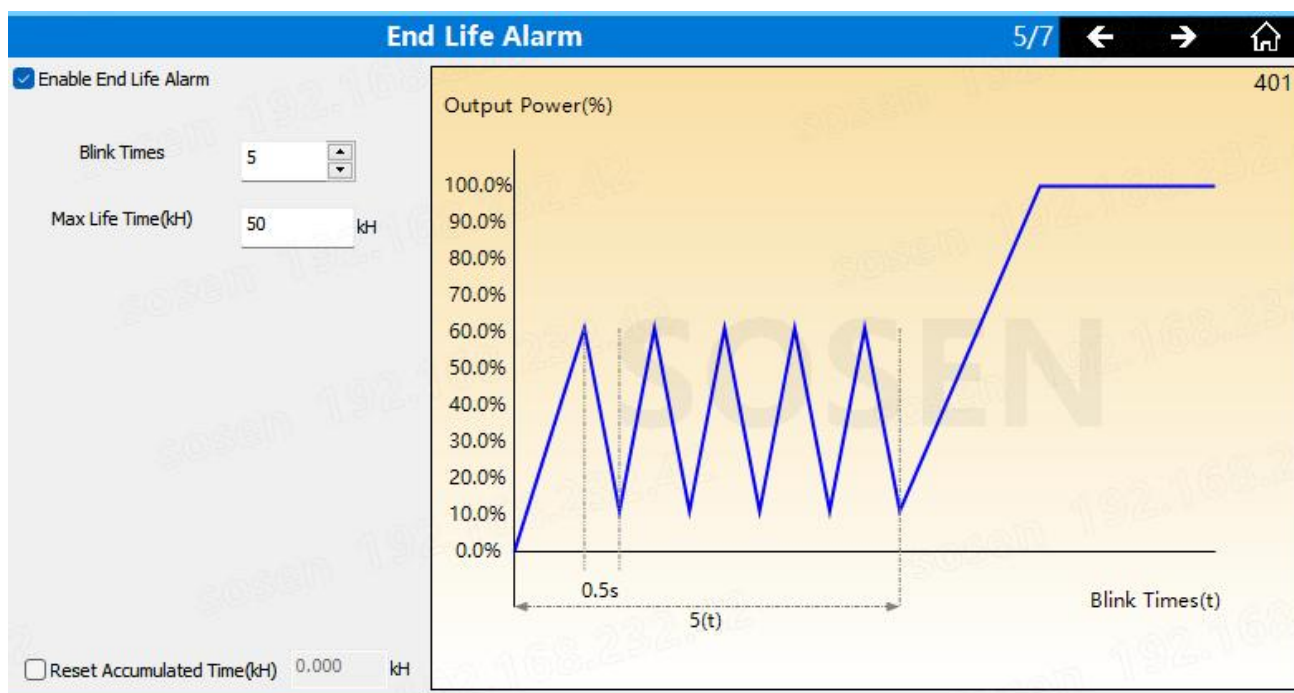 End Life Alarm 5/7
Enable End Life Alarm
401
Output Power(%)
Blink Times 5
Max Life Time(kH) 50 kH
100.0%
90.0%
80.0%
70.0%
60.0%
50.0%
40.0%
30.0%
20.0%
10.0%
0.0%
SOSEN
0.5s
5(t)
Blink Times(t)
Reset Accumulated Time(kH) 0.000 kH